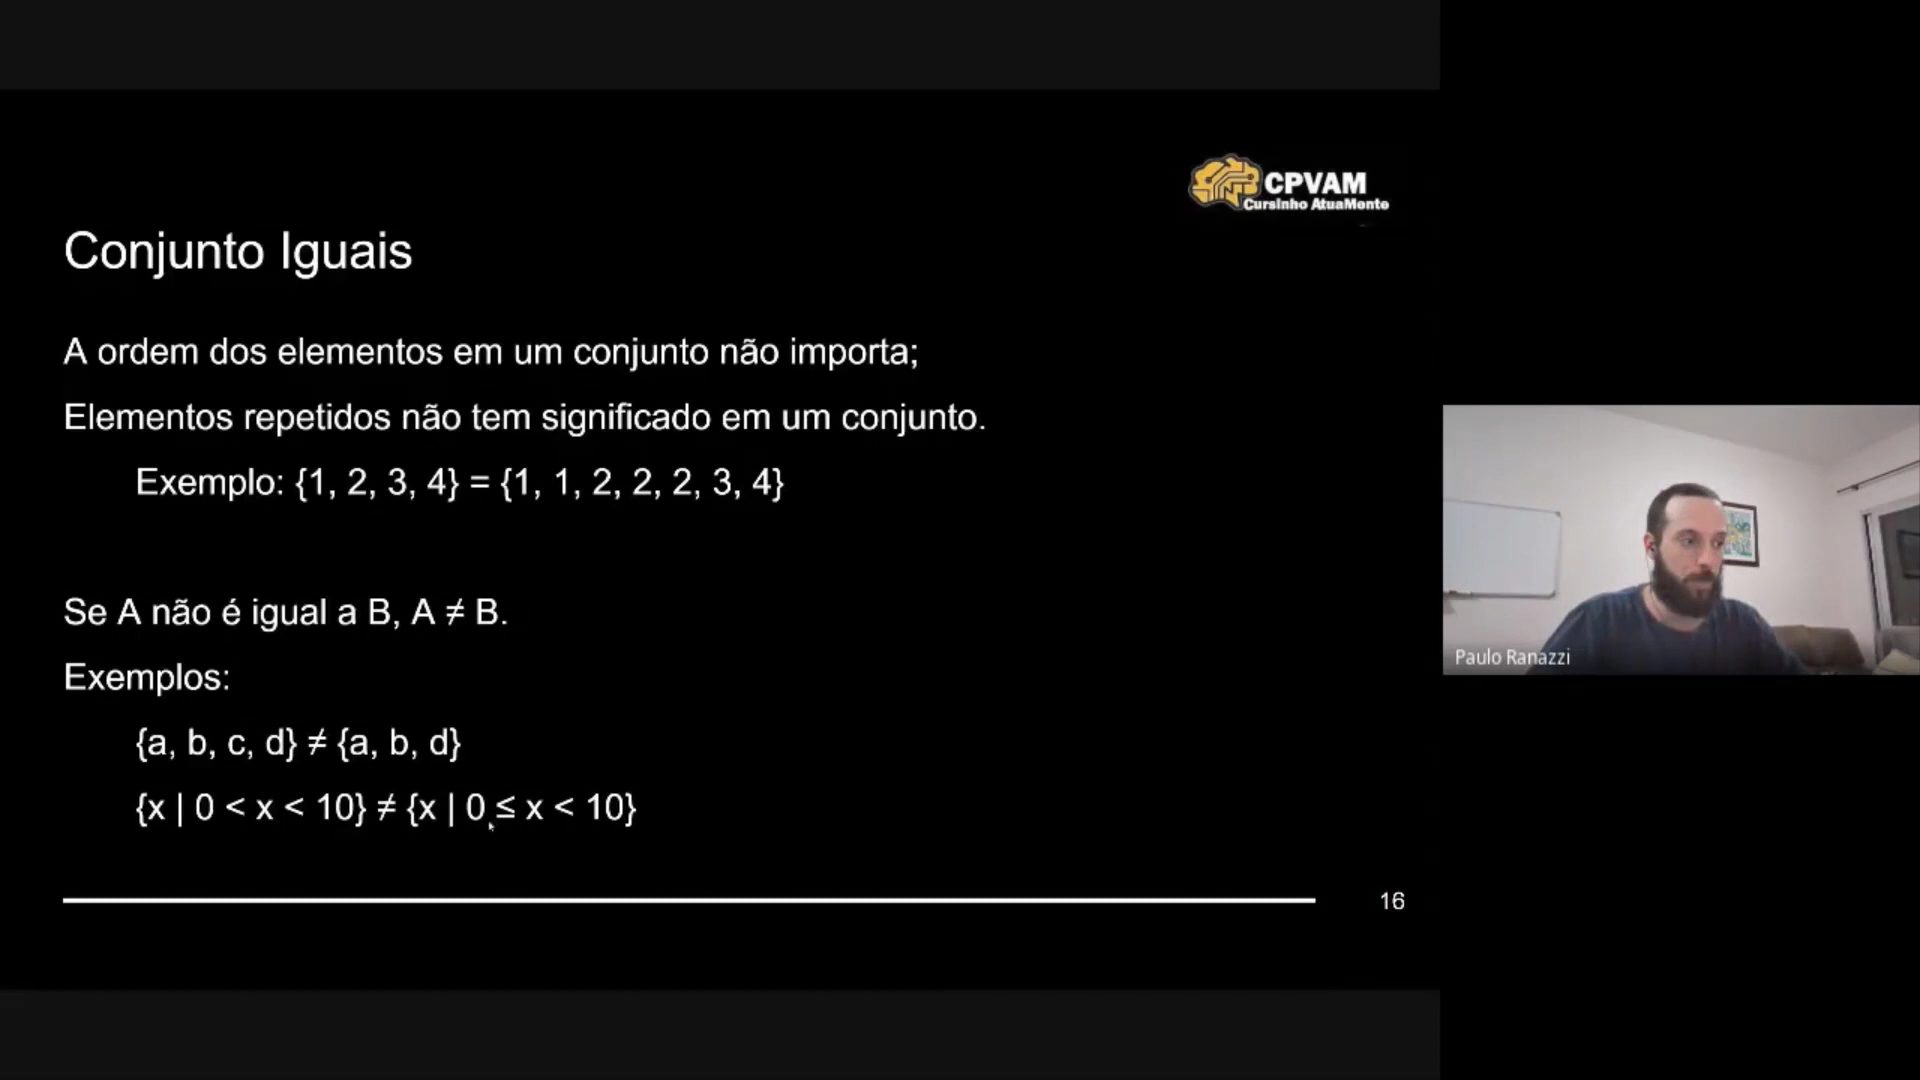 CPVAM
Cursinho AtuaMente
Conjunto Iguais
A ordem dos elementos em um conjunto não importa;
Elementos repetidos não tem significado em um conjunto.
Exemplo: {1, 2, 3, 4} = {1, 1, 2, 2, 2, 3, 4}
Se A não é igual a B, A ≠ B.
Exemplos:
{a, b, c, d} ≠ {a, b, d}
{x | 0 < x < 10} ≠ {x | 0 ≤ x < 10}
16
Paulo Ranazzi